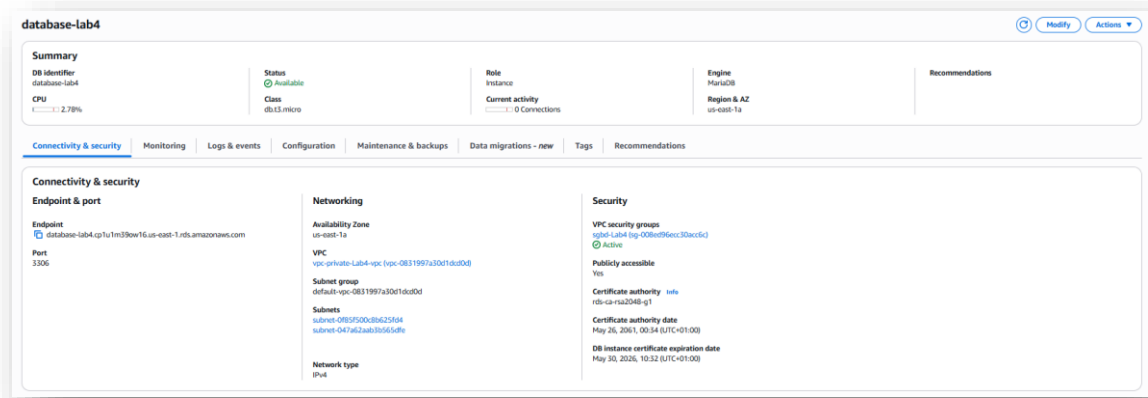 database-lab4
Modify
Actions
Summary
DB identifier
database-lab4
Status
Available
Role
Instance
Engine
MariaDB
Recommendations
CPU
2.78%
Class
db.t3.micro
Current activity
0 Connections
Region & AZ
us-east-1a
Connectivity & security
Monitoring
Logs & events
Configuration
Maintenance & backups
Data migrations - new
Tags
Recommendations
Connectivity & security
Endpoint & port
Endpoint
database-lab4.cp1u1m39ow16.us-east-1.rds.amazonaws.com
Port
3306
Networking
Availability Zone
us-east-1a
VPC
vpc-private-Lab4-vpc (vpc-0831997a30d1dcd0d)
Subnet group
default-vpc-0831997a30d1dcd0d
Subnets
subnet-0f85f500c8b625fd4
subnet-047a62aab3b565dfe
Network type
IPv4
Security
VPC security groups
sgbd-Lab4 (sg-008ed96ecc30acc6c)
Active
Publicly accessible
Yes
Certificate authority Info
rds-ca-rsa2048-g1
Certificate authority date
May 26, 2061, 00:34 (UTC+01:00)
DB instance certificate expiration date
May 30, 2026, 10:32 (UTC+01:00)